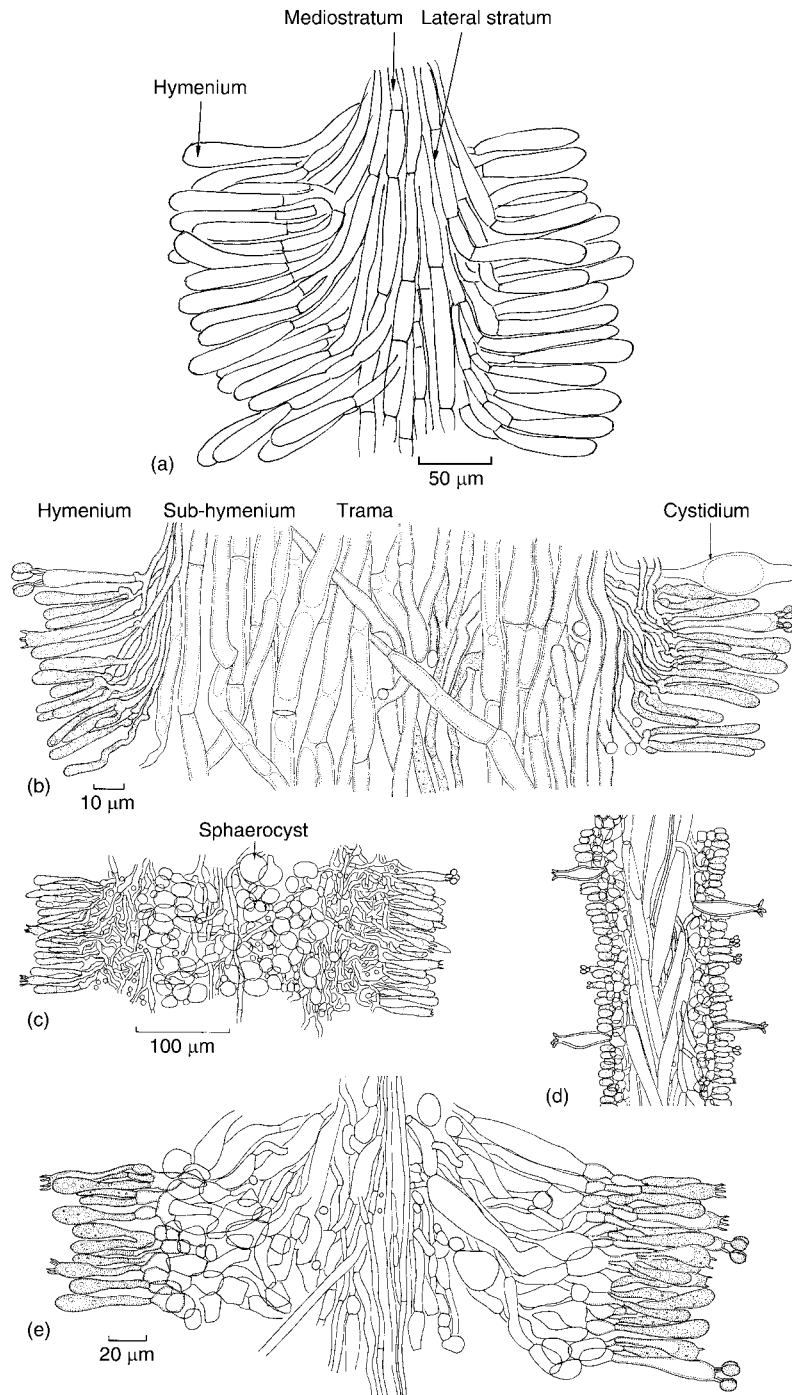 Mediostratum Lateral stratum
Hymenium
(a)
50 μm
Hymenium Sub-hymenium Trama Cystidium
(b)
10 μm
Sphaerocyst
(c)
100 μm
(d)
(e)
20 μm